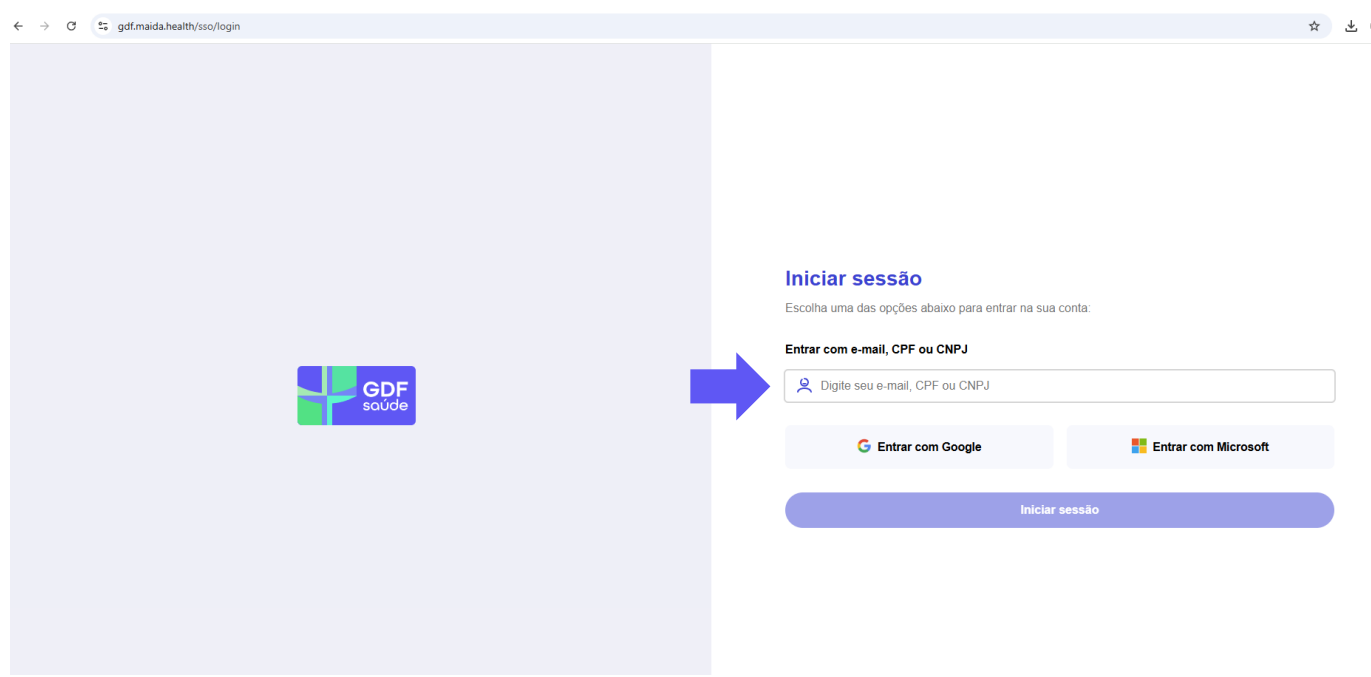 gdf.maida.health/sso/login
Iniciar sessão
Escolha uma das opções abaixo para entrar na sua conta:
Entrar com e-mail, CPF ou CNPJ
Digite seu e-mail, CPF ou CNPJ
GDF
saúde
Entrar com Google
Entrar com Microsoft
Iniciar sessão